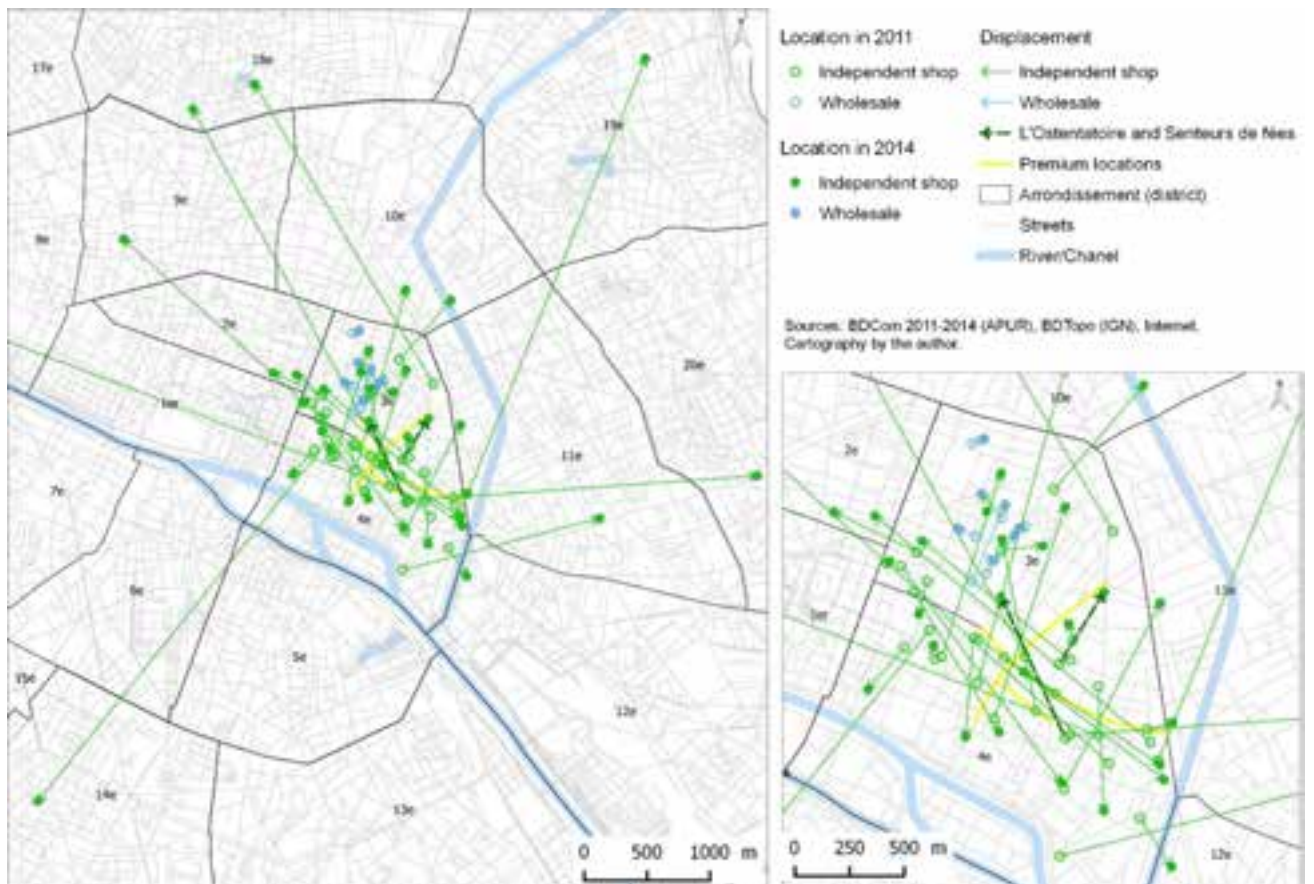 Location in 2011
Independent shop
Wholesale
Location in 2014
Independent shop
Wholesale
Displacement
Independent shop
Wholesale
L'Ostentatoire and Senteurs de fées
Premium locations
Arrondissement (district)
Streets
River/Chanel
Sources: BDCom 2011-2014 (APUR), BDTopo (IGN), Internet.
Cartography by the author.
17e
18e
19e
9e
10e
8e
2e
20e
3e
1er
11e
7e
4e
6e
5e
15e
12e
14e
13e
0 500 1000 m
10e
2e
3e
11e
1er
4e
12e
0 250 500 m